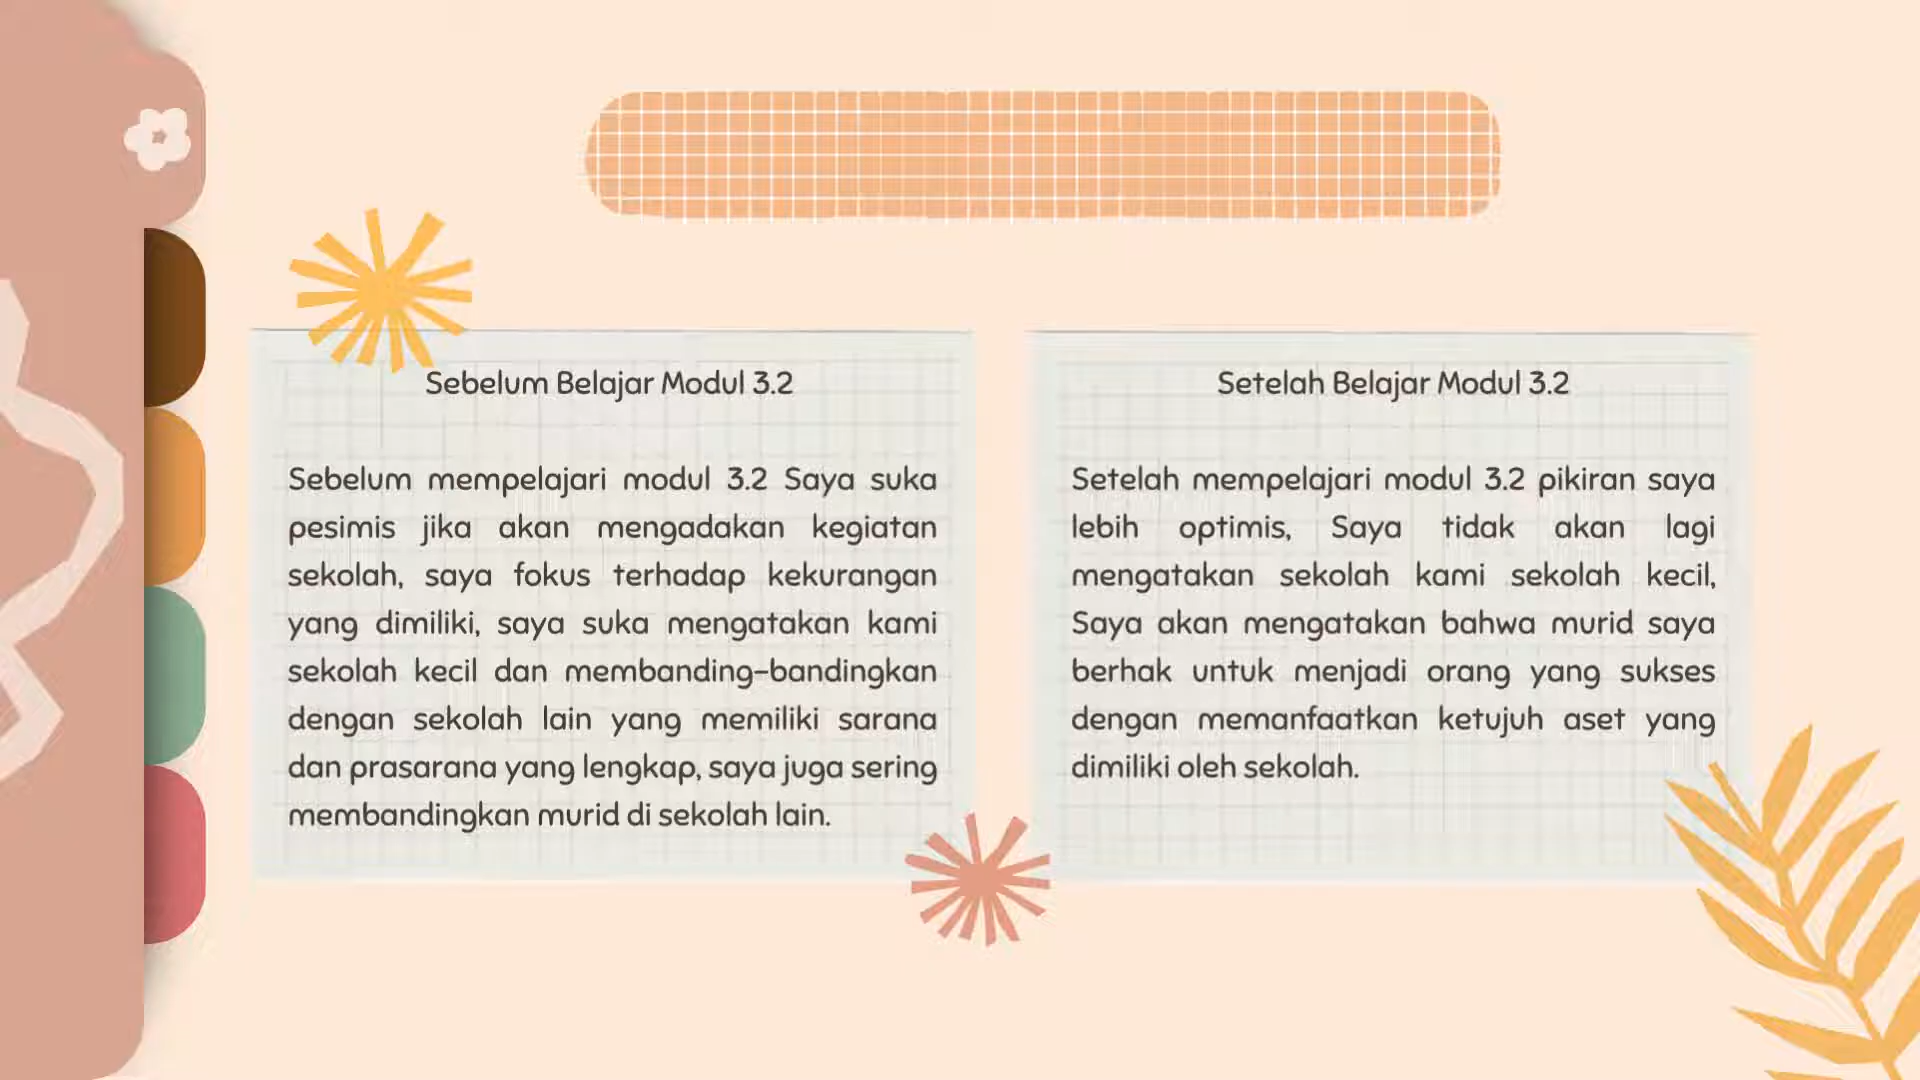 Sebelum Belajar Modul 3.2
Sebelum mempelajari modul 3.2 Saya suka
pesimis jika akan mengadakan kegiatan
sekolah, saya fokus terhadap kekurangan
yang dimiliki, saya suka mengatakan kami
sekolah kecil dan membanding-bandingkan
dengan sekolah lain yang memiliki sarana
dan prasarana yang lengkap, saya juga sering
membandingkan murid di sekolah lain.
Setelah Belajar Modul 3.2
Setelah mempelajari modul 3.2 pikiran saya
lebih optimis, Saya tidak akan lagi
mengatakan sekolah kami sekolah kecil,
Saya akan mengatakan bahwa murid saya
berhak untuk menjadi orang yang sukses
dengan memanfaatkan ketujuh aset yang
dimiliki oleh sekolah.